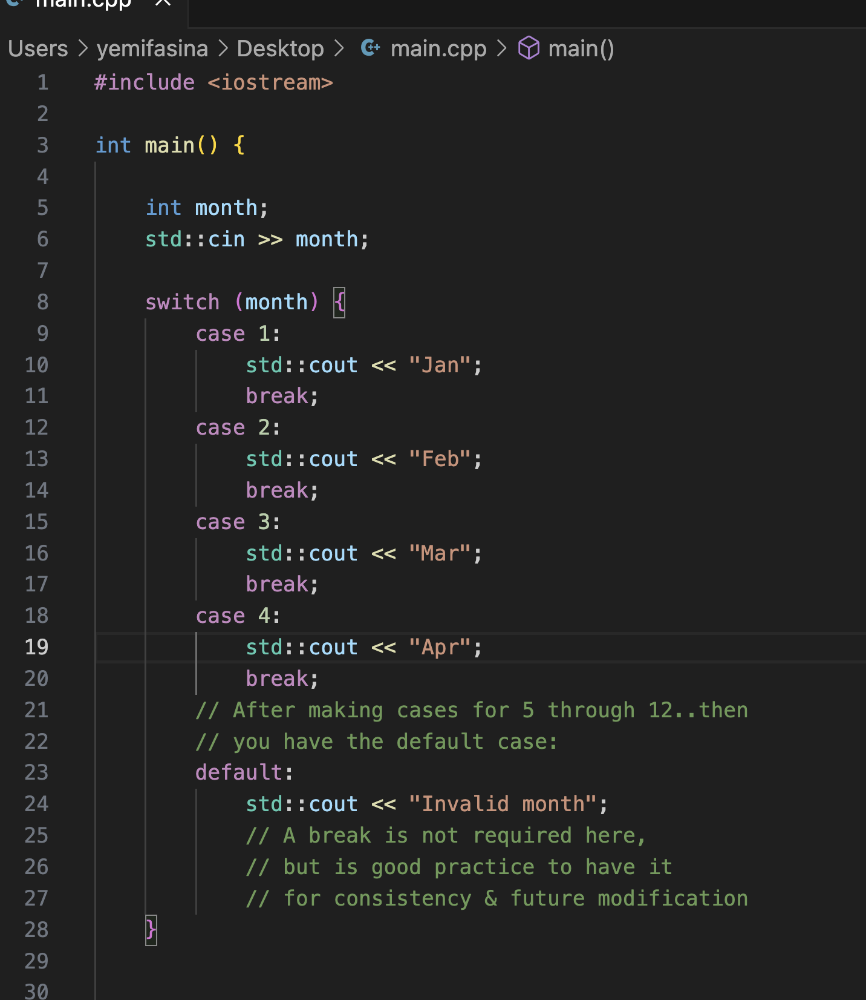 main.cpp ×
Users > yemifasina > Desktop > C++ main.cpp > main()
1 #include <iostream>
2
3 int main() {
4
5     int month;
6     std::cin >> month;
7
8     switch (month) {
9         case 1:
10             std::cout << "Jan";
11             break;
12         case 2:
13             std::cout << "Feb";
14             break;
15         case 3:
16             std::cout << "Mar";
17             break;
18         case 4:
19             std::cout << "Apr";
20             break;
21         // After making cases for 5 through 12..then
22         // you have the default case:
23         default:
24             std::cout << "Invalid month";
25             // A break is not required here,
26             // but is good practice to have it
27             // for consistency & future modification
28     }
29
30